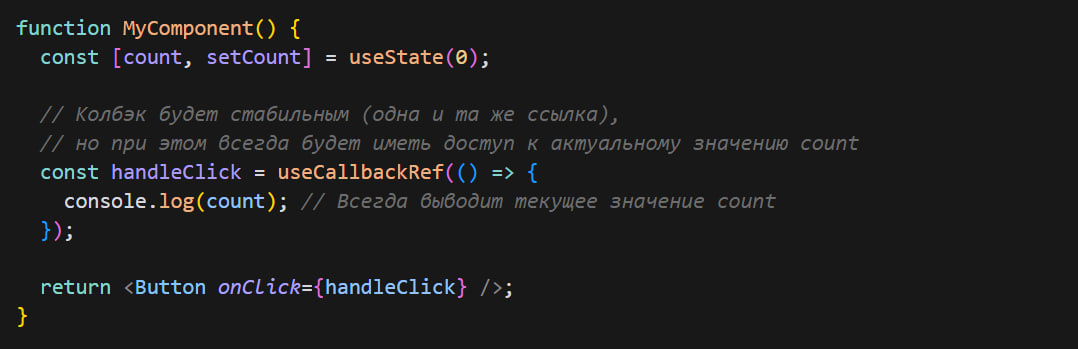 function MyComponent() {
const [count, setCount] = useState(0);
// Колбэк будет стабильным (одна и та же ссылка),
// но при этом всегда будет иметь доступ к актуальному значению count
const handleClick = useCallbackRef(() => {
console.log(count); // Всегда выводит текущее значение count
});
return <Button onClick={handleClick} />;
}